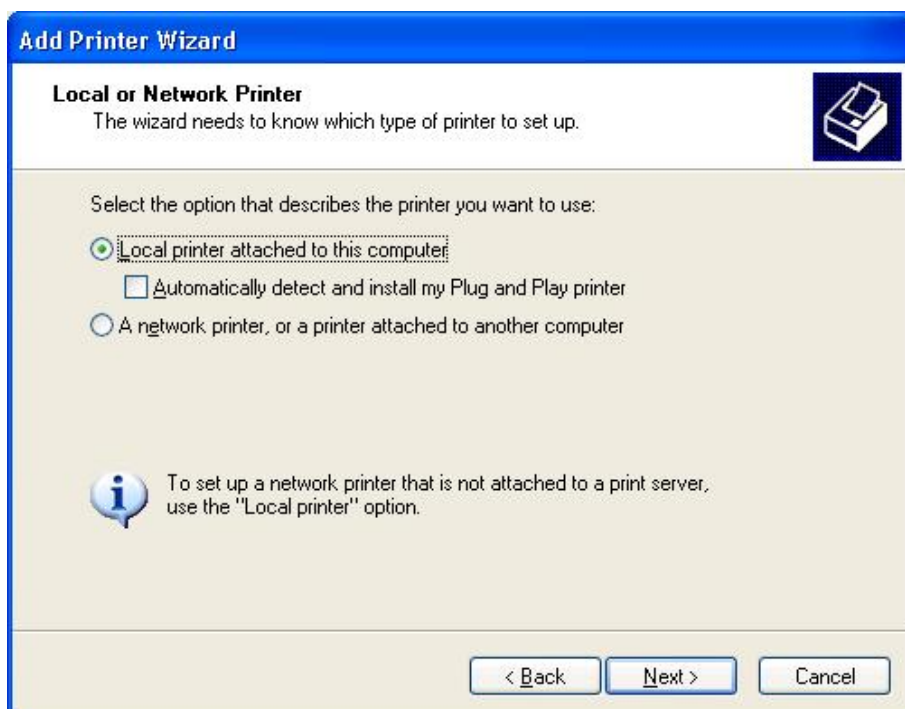 Add Printer Wizard
Local or Network Printer
The wizard needs to know which type of printer to set up.
Select the option that describes the printer you want to use:
Local printer attached to this computer
Automatically detect and install my Plug and Play printer
A network printer, or a printer attached to another computer
To set up a network printer that is not attached to a print server,
use the "Local printer" option.
< Back Next > Cancel